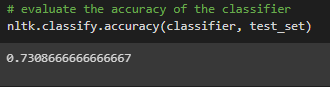 # evaluate the accuracy of the classifier
nltk.classify.accuracy(classifier, test_set)
0.7308666666666667